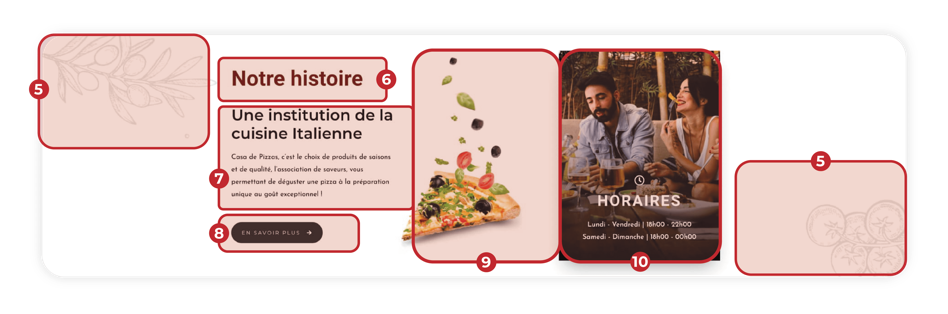 5
Notre histoire
6
Une institution de la
cuisine Italienne
Casa de Pizzas, c'est le choix de produits de saisons
et de qualité, l'association de saveurs, vous
permettant de déguster une pizza à la préparation
unique au goût exceptionnel !
7
8
EN SAVOIR PLUS →
9
HORAIRES
Lundi - Vendredi | 18h00 - 22h00
Samedi - Dimanche | 18h00 - 00h00
10
5